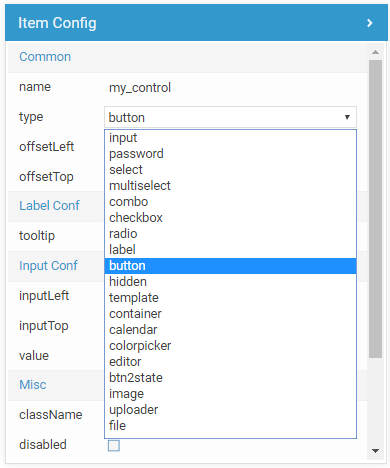 Item Config
Common
name my_control
type button
offsetLeft input
password
offsetTop select
multiselect
Label Conf combo
checkbox
tooltip radio
label
Input Conf button
hidden
inputLeft template
container
inputTop calendar
colorpicker
value editor
btn2state
Misc image
uploader
className file
disabled